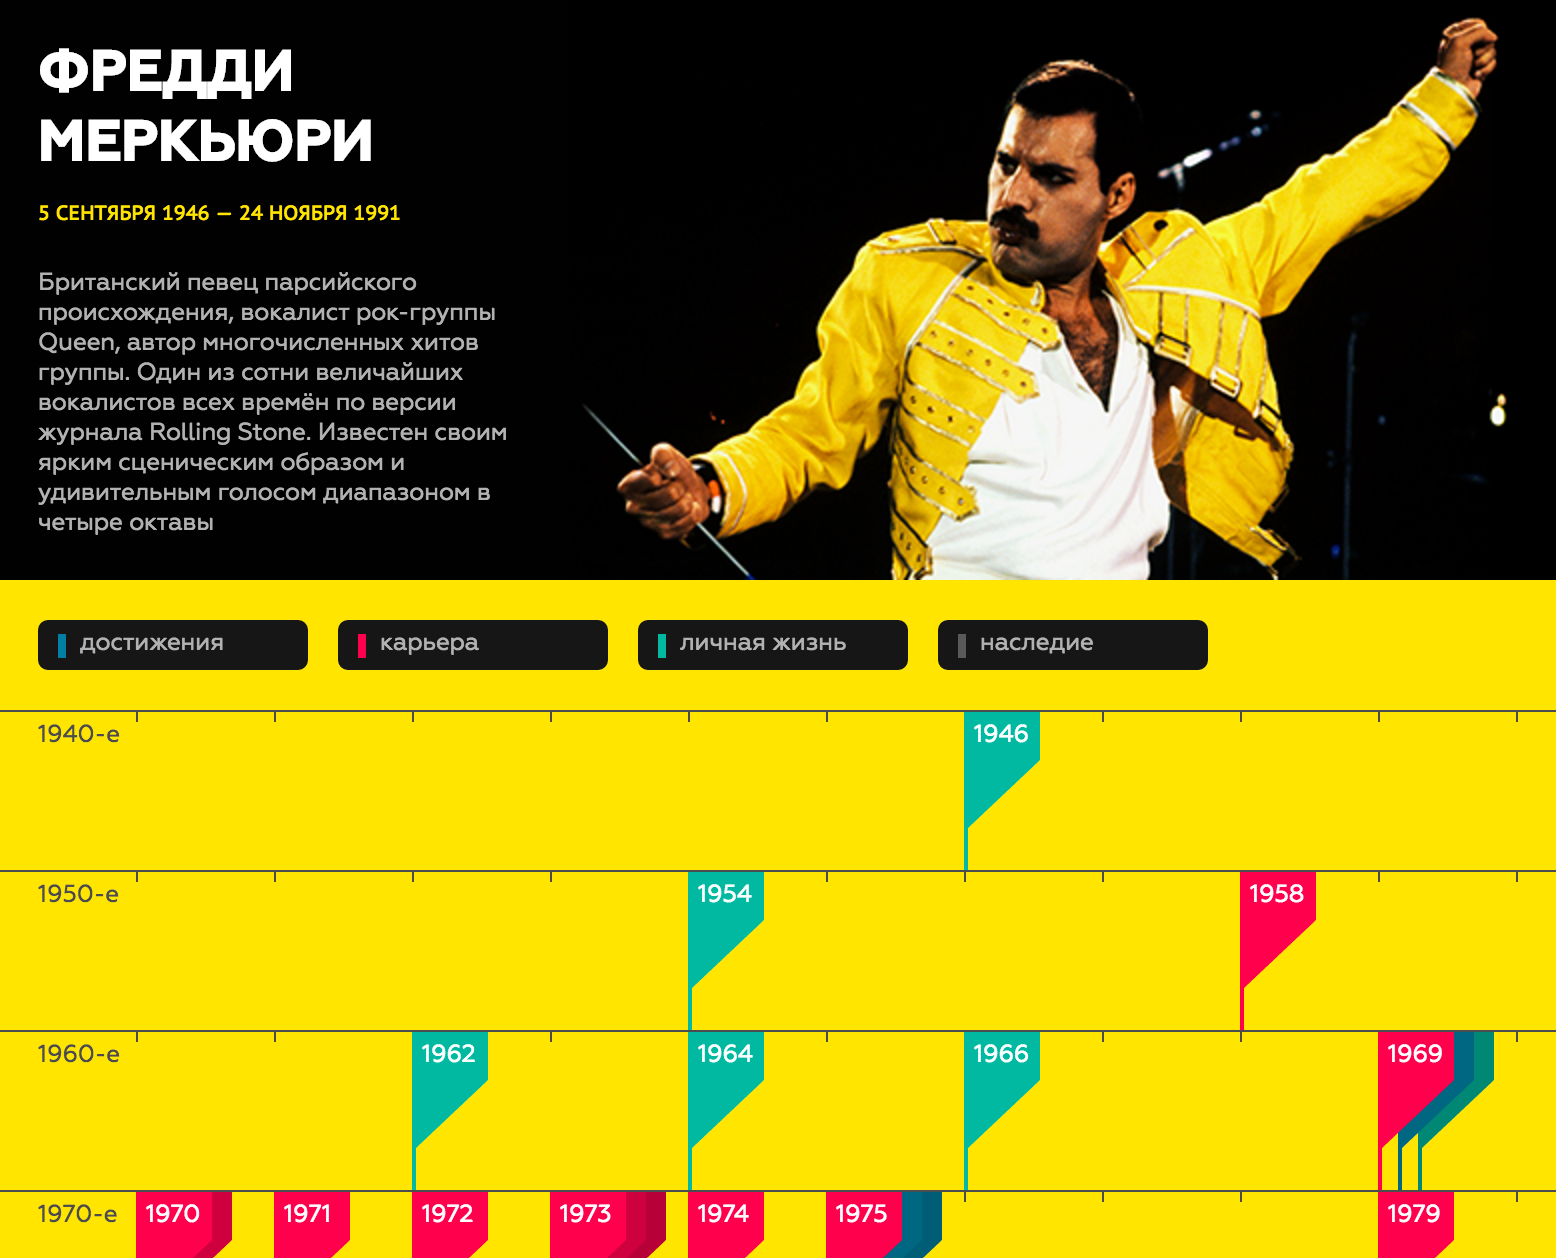 ФРЕДДИ
МЕРКЬЮРИ
5 СЕНТЯБРЯ 1946 — 24 НОЯБРЯ 1991
Британский певец парсийского
происхождения, вокалист рок-группы
Queen, автор многочисленных хитов
группы. Один из сотни величайших
вокалистов всех времён по версии
журнала Rolling Stone. Известен своим
ярким сценическим образом и
удивительным голосом диапазоном в
четыре октавы
достижения карьера личная жизнь наследие
1940-е 1946
1950-е 1954 1958
1960-е 1962 1964 1966 1969
1970-е 1970 1971 1972 1973 1974 1975 1979